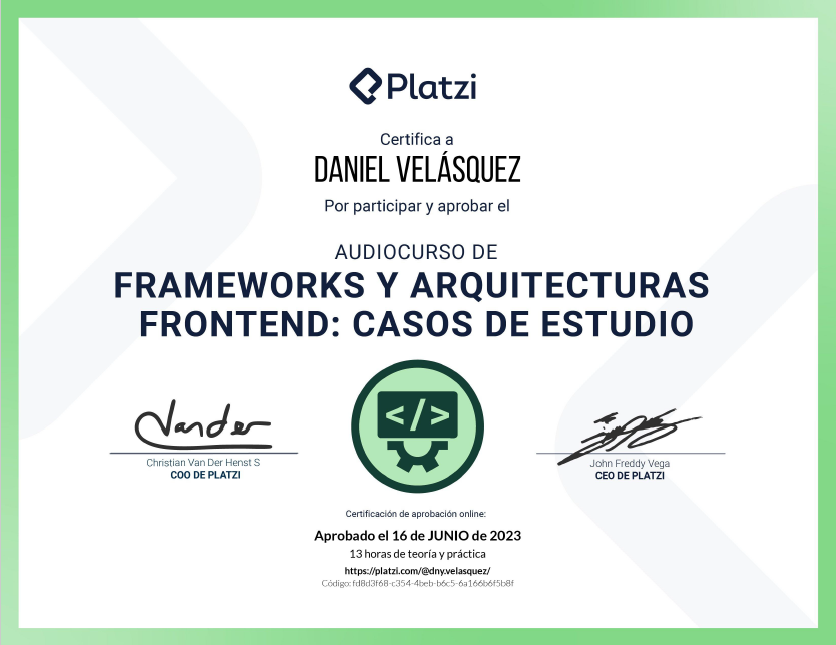 Platzi
Certifica a
DANIEL VELÁSQUEZ
Por participar y aprobar el
AUDIOCURSO DE
FRAMEWORKS Y ARQUITECTURAS
FRONTEND: CASOS DE ESTUDIO
</>
Vander
Christian Van Der Henst S
COO DE PLATZI
John Freddy Vega
CEO DE PLATZI
Certificación de aprobación online:
Aprobado el 16 de JUNIO de 2023
13 horas de teoría y práctica
https://platzi.com/@dny.velasquez/
Código: fd8d3f68-c354-4beb-b6c5-6a166b6f5b8f